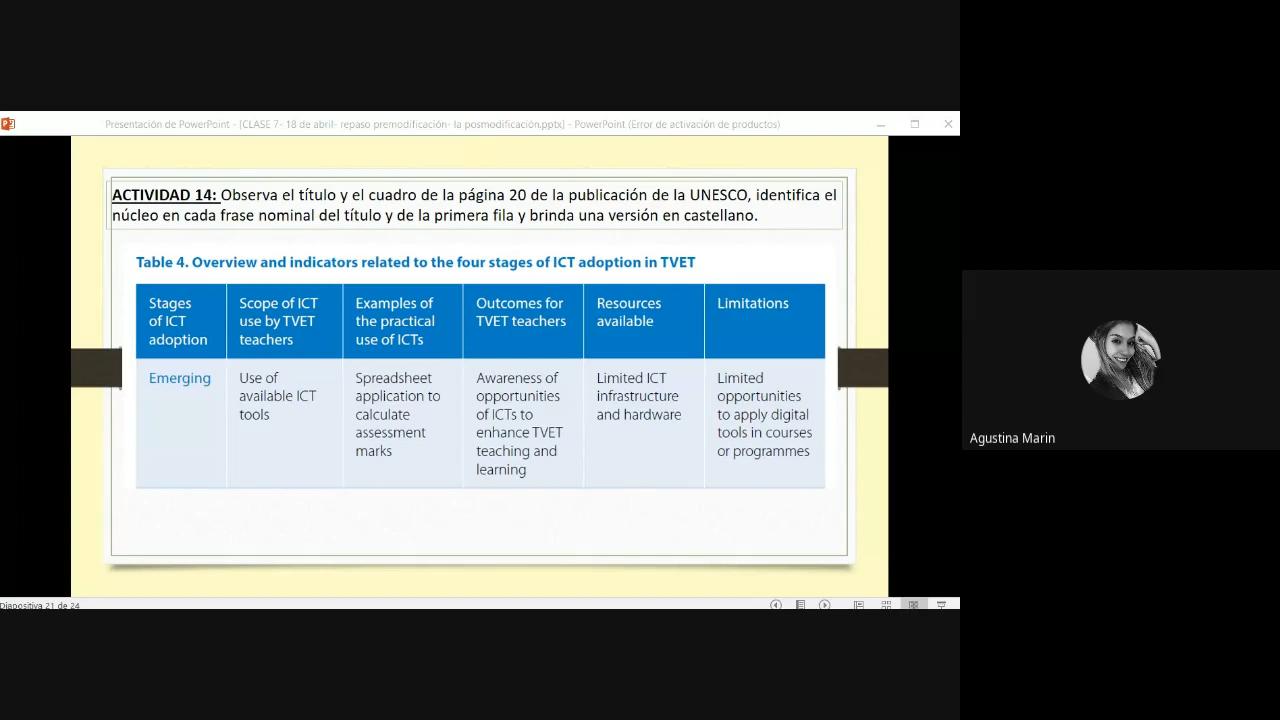 Presentación de PowerPoint - [CLASE 7- 18 de abril- repaso premodificación- la posmodificación.pptx] - PowerPoint (Error de activación de productos)
ACTIVIDAD 14: Observa el título y el cuadro de la página 20 de la publicación de la UNESCO, identifica el
núcleo en cada frase nominal del título y de la primera fila y brinda una versión en castellano.
Table 4. Overview and indicators related to the four stages of ICT adoption in TVET
Stages
of ICT
adoption
Scope of ICT
use by TVET
teachers
Examples of
the practical
use of ICTs
Outcomes for
TVET teachers
Resources
available
Limitations
Emerging
Use of
available ICT
tools
Spreadsheet
application to
calculate
assessment
marks
Awareness of
opportunities
of ICTs to
enhance TVET
teaching and
learning
Limited ICT
infrastructure
and hardware
Limited
opportunities
to apply digital
tools in courses
or programmes
Diapositiva 21 de 24
Agustina Marin